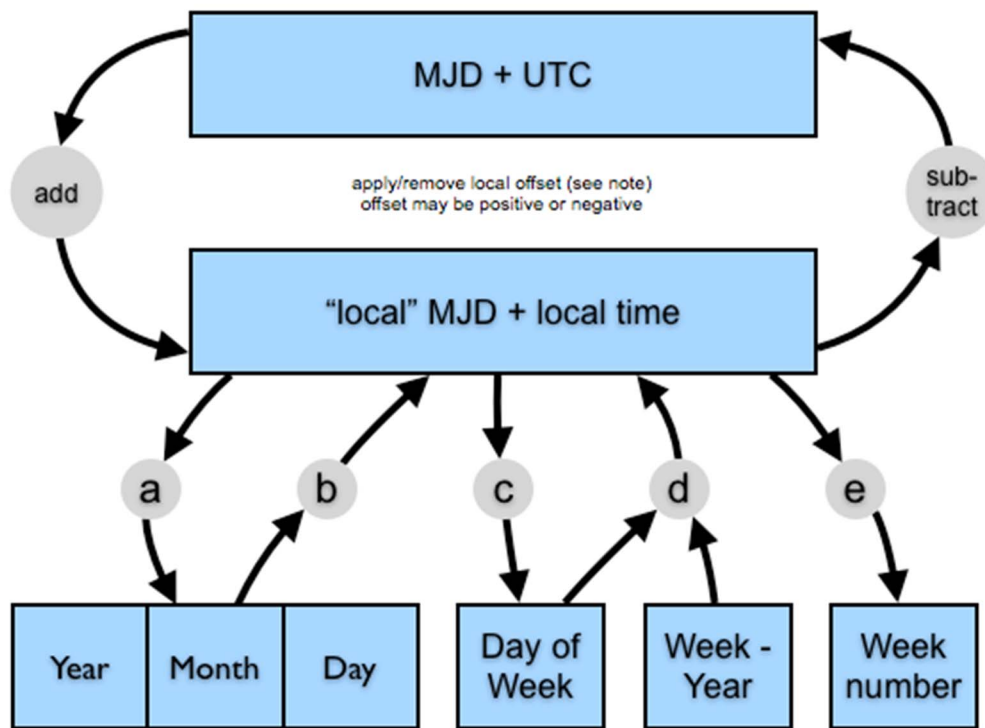 MJD + UTC
add
apply/remove local offset (see note)
offset may be positive or negative
sub-
tract
“local” MJD + local time
a
b
c
d
e
Year
Month
Day
Day of
Week
Week -
Year
Week
number